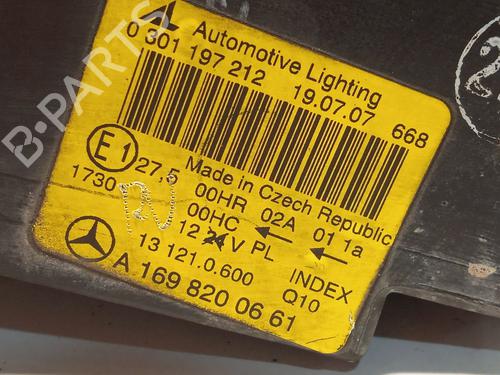 B-PARTS
AL Automotive Lighting
0 301 197 212 19.07.07 668
Made in Czech Republic
E1 27,5
1730
00HR 02A 01 1a
00HC
12 V PL
13 121.0.600 INDEX
A 169 820 06 61 Q10